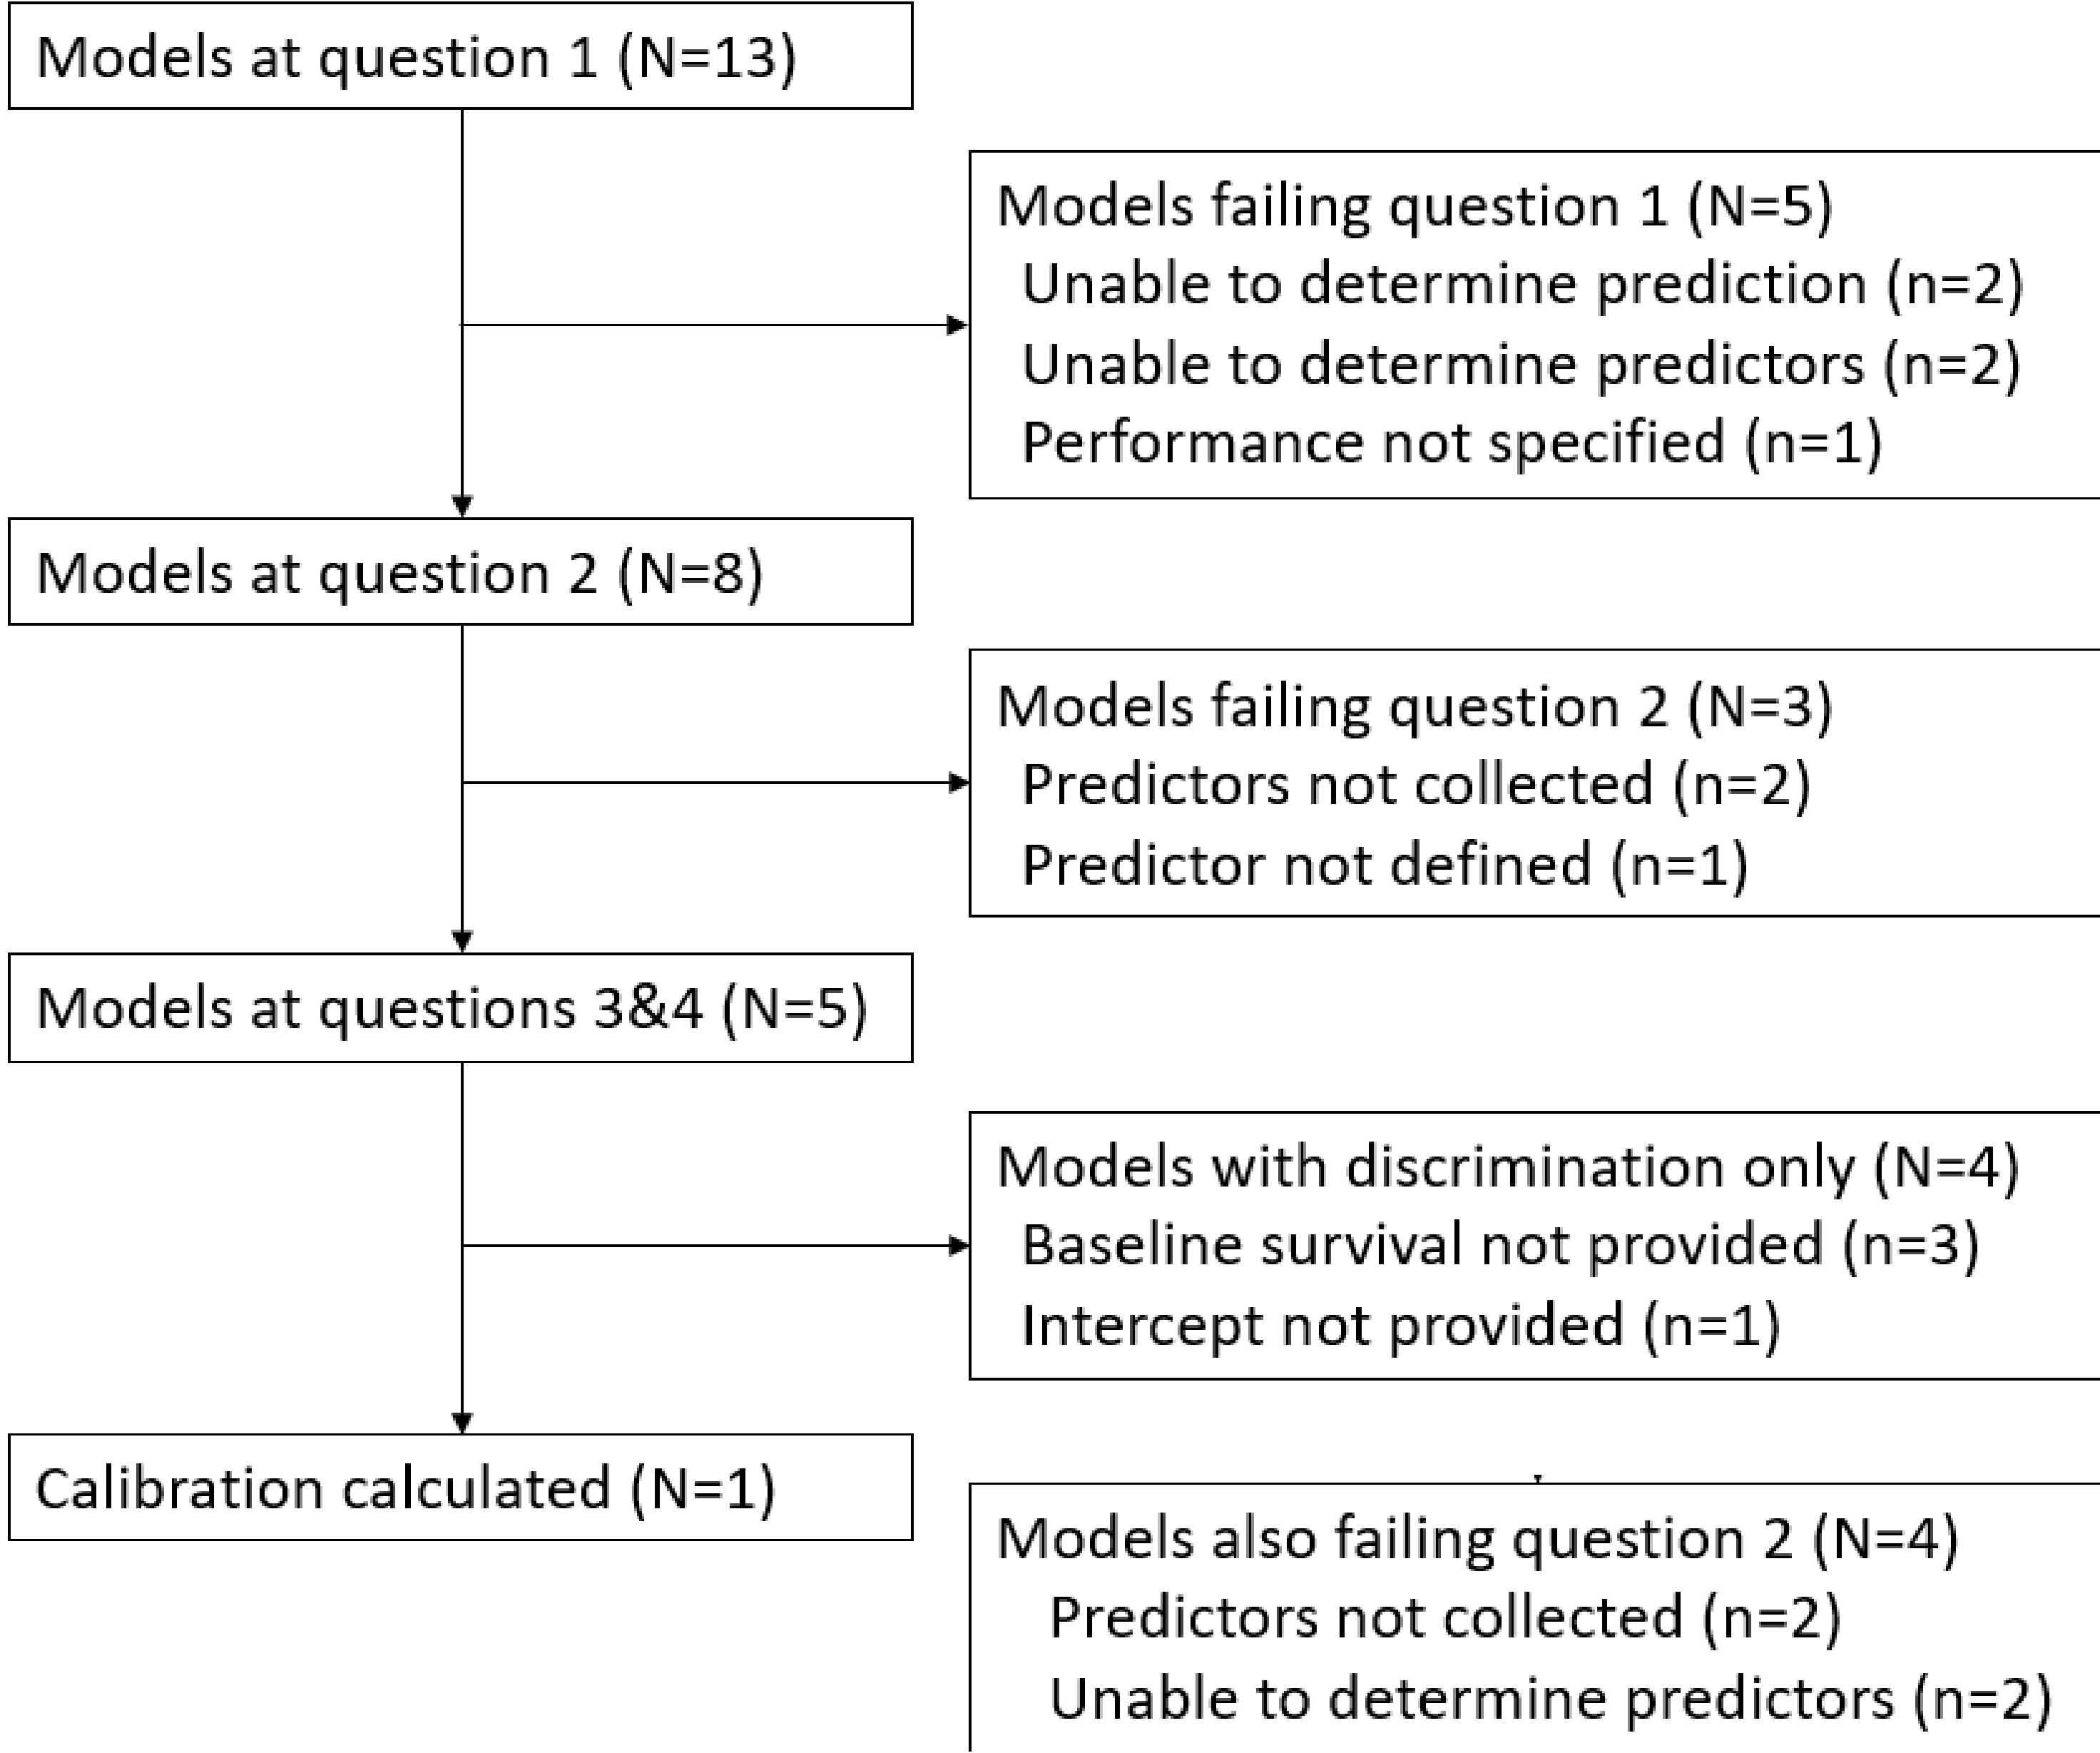 Models at question 1 (N=13)
Models failing question 1 (N=5)
Unable to determine prediction (n=2)
Unable to determine predictors (n=2)
Performance not specified (n=1)
Models at question 2 (N=8)
Models failing question 2 (N=3)
Predictors not collected (n=2)
Predictor not defined (n=1)
Models at questions 3&4 (N=5)
Models with discrimination only (N=4)
Baseline survival not provided (n=3)
Intercept not provided (n=1)
Calibration calculated (N=1)
Models also failing question 2 (N=4)
Predictors not collected (n=2)
Unable to determine predictors (n=2)